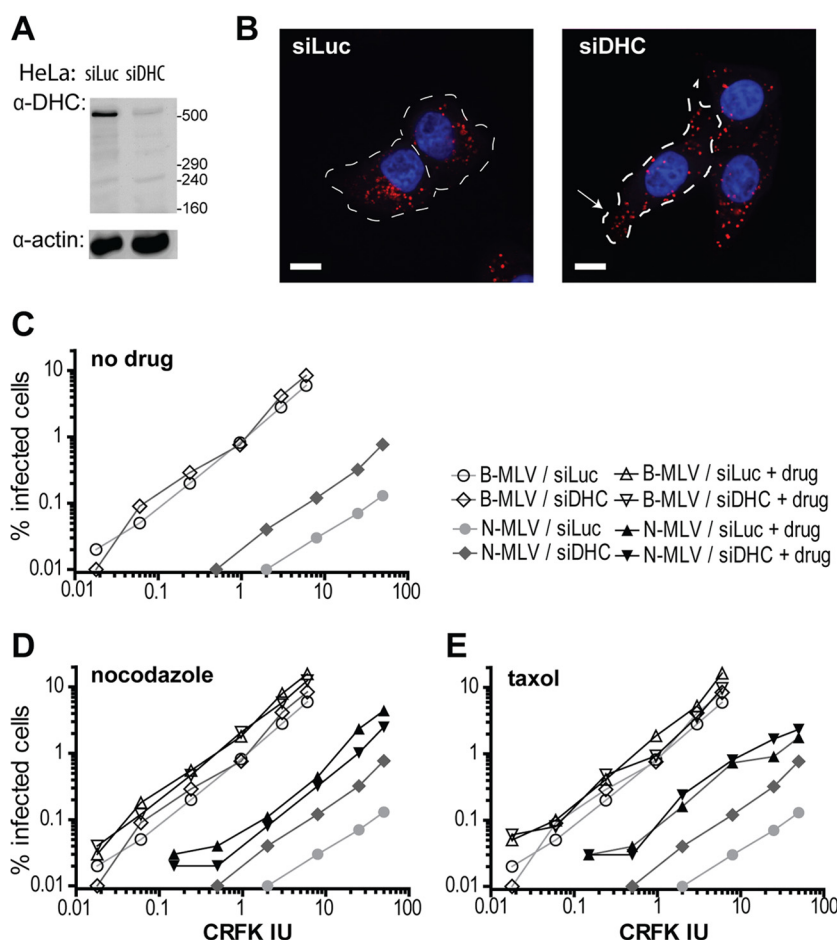 A
HeLa: siLuc siDHC
α-DHC:
-500
-290
-240
-160
α-actin:
B
siLuc
siDHC
C
no drug
% infected cells
10
1
0.1
0.01
0.01 0.1 1 10 100
B-MLV / siLuc
B-MLV / siDHC
N-MLV / siLuc
N-MLV / siDHC
B-MLV / siLuc + drug
B-MLV / siDHC + drug
N-MLV / siLuc + drug
N-MLV / siDHC + drug
D
nocodazole
% infected cells
10
1
0.1
0.01
0.01 0.1 1 10 100
CRFK IU
E
taxol
10
1
0.1
0.01
0.01 0.1 1 10 100
CRFK IU